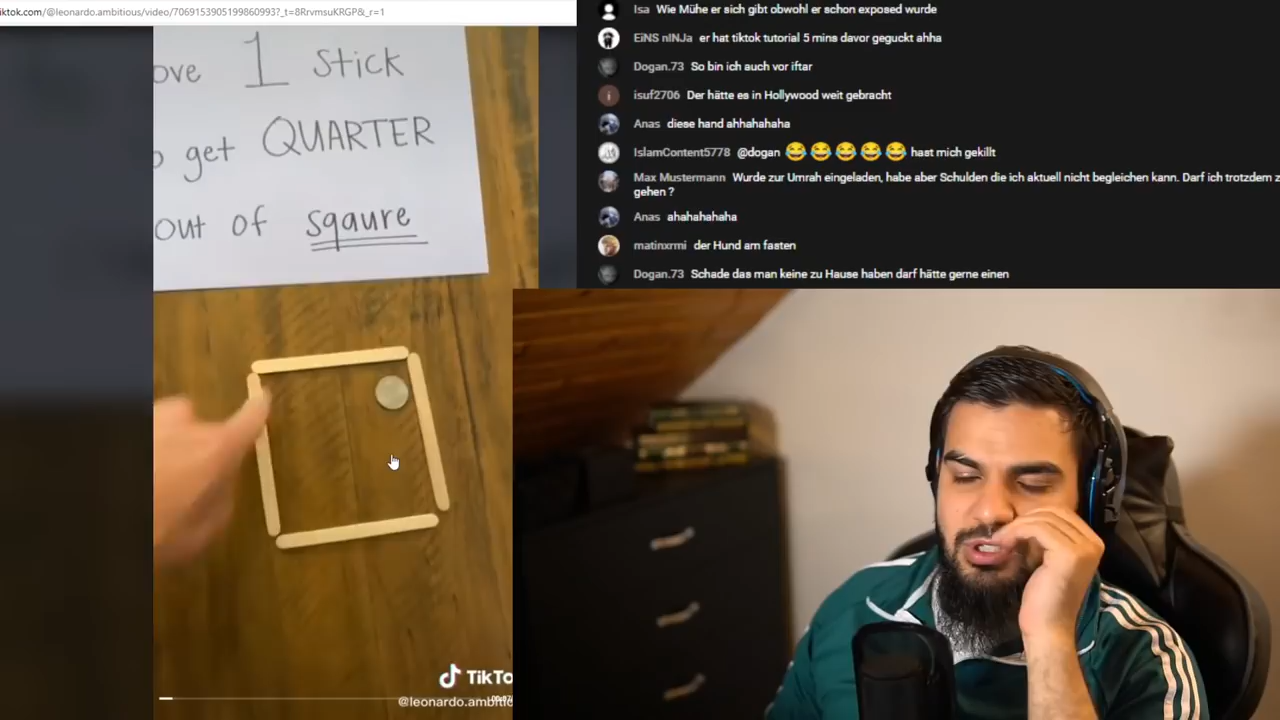 iktok.com/@leonardo.ambitious/video/7069153905199860993?_t=8RrvmsuKRGP&_r=1
ove 1 Stick
o get QUARTER
out of sqaure
TikTo
@leonardo.ambitio
Isa Wie Mühe er sich gibt obwohl er schon exposed wurde
EiNS nINJa er hat tiktok tutorial 5 mins davor geguckt ahha
Dogan.73 So bin ich auch vor iftar
isuf2706 Der hätte es in Hollywood weit gebracht
Anas diese hand ahhahahaha
IslamContent5778 @dogan 😂😂😂😂😂 hast mich gekillt
Max Mustermann Wurde zur Umrah eingeladen, habe aber Schulden die ich aktuell nicht begleichen kann. Darf ich trotzdem z
gehen ?
Anas ahahahahaha
matinxrmi der Hund am fasten
Dogan.73 Schade das man keine zu Hause haben darf hätte gerne einen